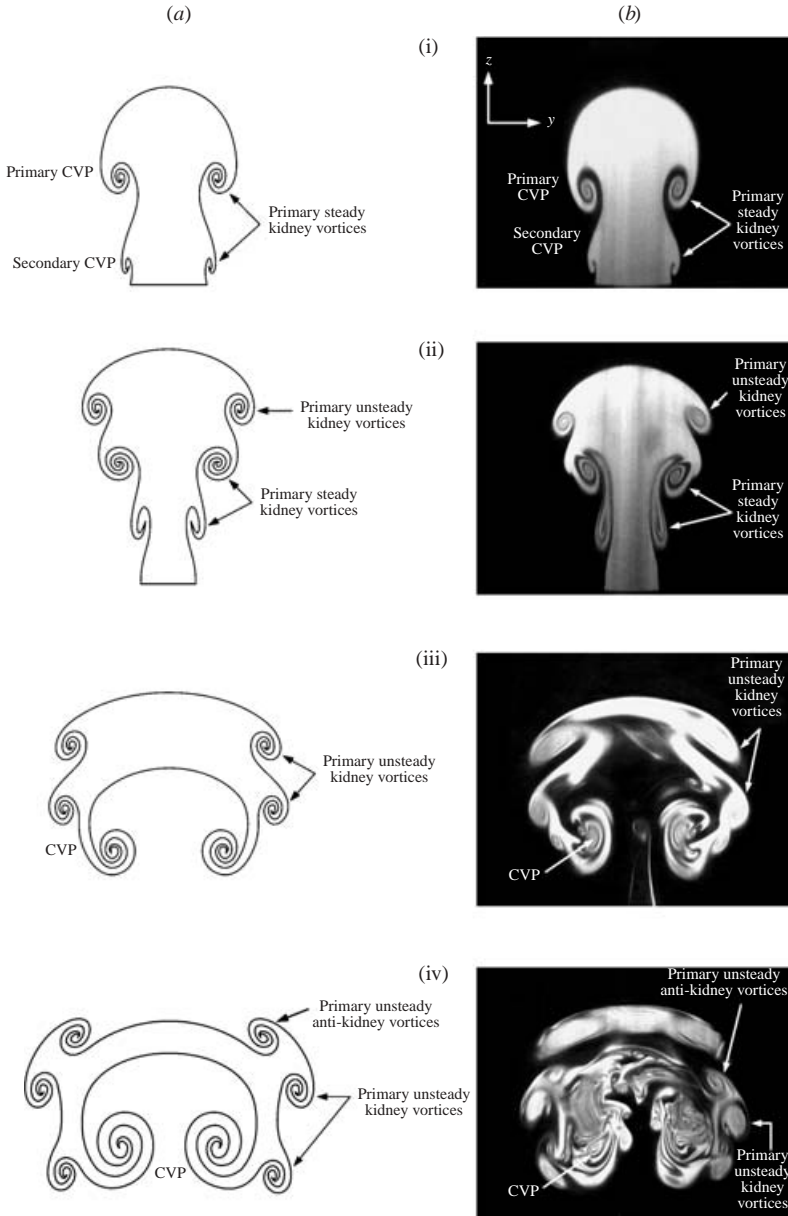 (a)
(b)
(i)
Primary CVP
Primary steady
kidney vortices
Secondary CVP
z
y
Primary
CVP
Secondary
CVP
Primary
steady
kidney
vortices
(ii)
Primary unsteady
kidney vortices
Primary steady
kidney vortices
Primary
unsteady
kidney
vortices
Primary
steady
kidney
vortices
(iii)
Primary unsteady
kidney vortices
CVP
Primary
unsteady
kidney
vortices
CVP
(iv)
Primary unsteady
anti-kidney vortices
Primary unsteady
kidney vortices
CVP
Primary unsteady
anti-kidney vortices
CVP
Primary
unsteady
kidney
vortices